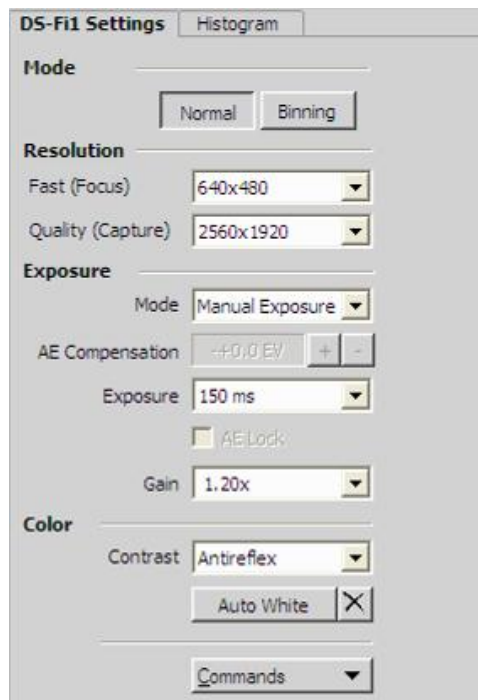 DS-Fi1 Settings Histogram
Mode
Normal Binning
Resolution
Fast (Focus) 640x480
Quality (Capture) 2560x1920
Exposure
Mode Manual Exposure
AE Compensation -+0.0 EV + -
Exposure 150 ms
AE Lock
Gain 1.20x
Color
Contrast Antireflex
Auto White
Commands